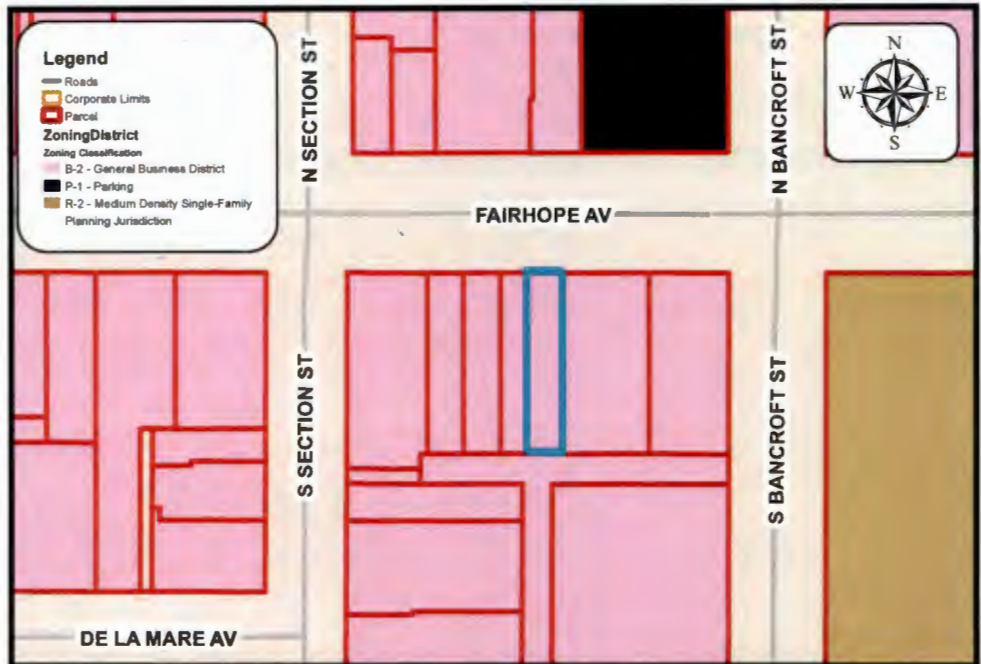 Legend
Roads
Corporate Limits
Parcel
ZoningDistrict
Zoning Classification
B-2 - General Business District
P-1 - Parking
R-2 - Medium Density Single-Family
Planning Jurisdiction
N SECTION ST
N BANCROFT ST
N
W
E
S
FAIRHOPE AV
S SECTION ST
S BANCROFT ST
DE LA MARE AV